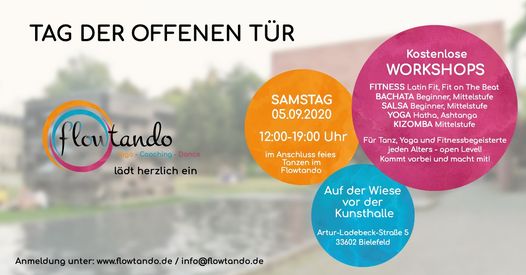 TAG DER OFFENEN TÜR
flowtando
Yoga - Coaching - Dance
lädt herzlich ein
SAMSTAG
05.09.2020
12:00-19:00 Uhr
im Anschluss feies
Tanzen im
Flowtando
Kostenlose
WORKSHOPS
FITNESS Latin Fit, Fit on The Beat
BACHATA Beginner, Mittelstufe
SALSA Beginner, Mittelstufe
YOGA Hatha, Ashtanga
KIZOMBA Mittelstufe
Für Tanz, Yoga und Fitnessbegeisterte
jeden Alters - open Level!
Kommt vorbei und macht mit!
Auf der Wiese
vor der
Kunsthalle
Artur-Ladebeck-Straße 5
33602 Bielefeld
Anmeldung unter: www.flowtando.de / info@flowtando.de